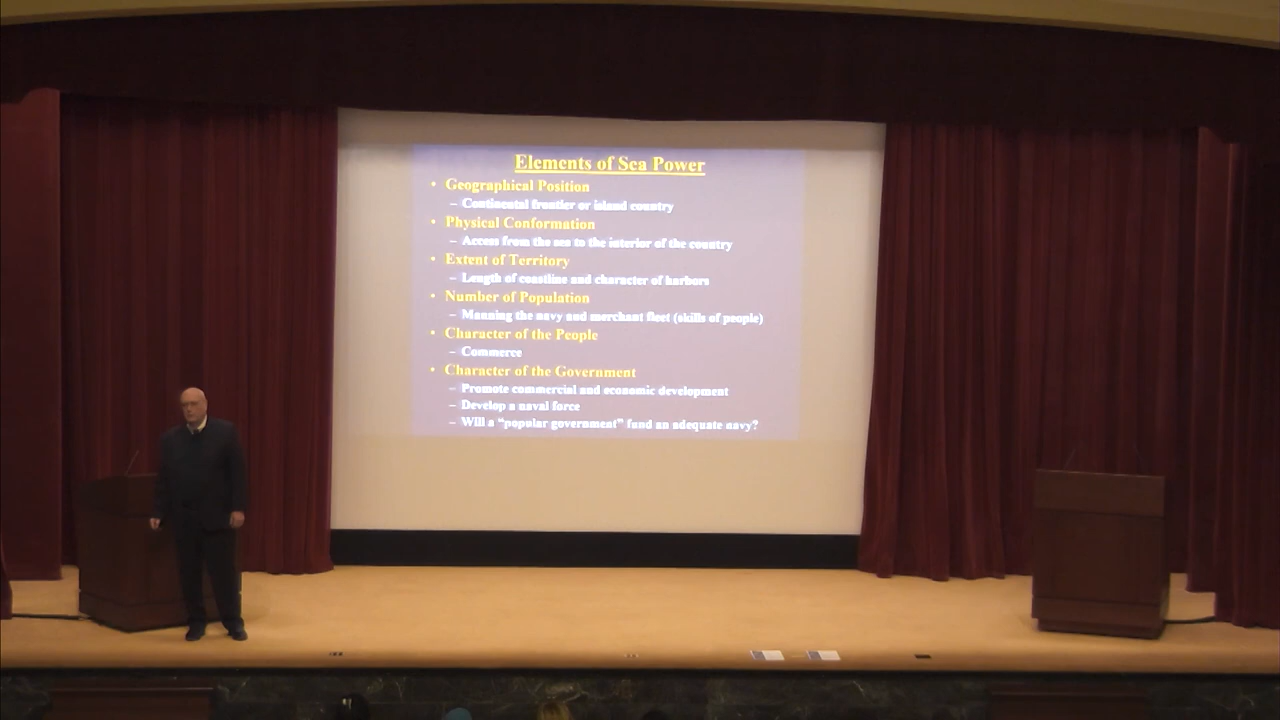 Elements of Sea Power
• Geographical Position
– Continental frontier or island country
• Physical Conformation
– Access from the sea to the interior of the country
• Extent of Territory
– Length of coastline and character of harbors
• Number of Population
– Manning the navy and merchant fleet (skills of people)
• Character of the People
– Commerce
• Character of the Government
– Promote commercial and economic development
– Develop a naval force
– Will a “popular government” fund an adequate navy?